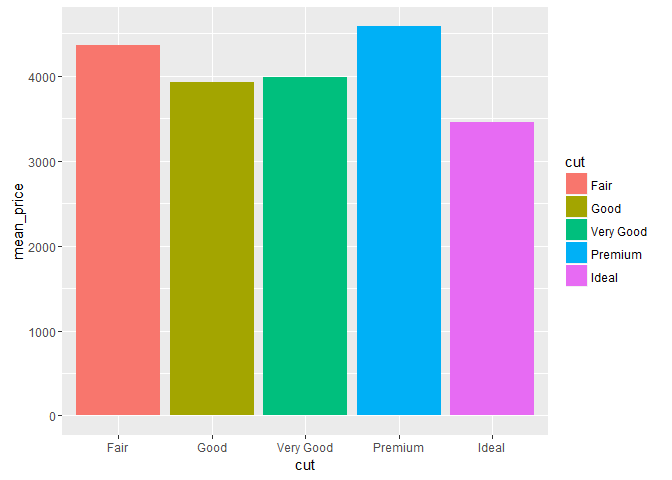 mean_price
4000
3000
2000
1000
0
Fair Good Very Good Premium Ideal
cut
cut
Fair
Good
Very Good
Premium
Ideal